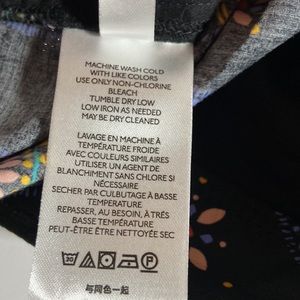 MACHINE WASH COLD
WITH LIKE COLORS
USE ONLY NON-CHLORINE
BLEACH
TUMBLE DRY LOW
LOW IRON AS NEEDED
MAY BE DRY CLEANED
LAVAGE EN MACHINE À
TEMPÉRATURE FROIDE
AVEC COULEURS SIMILAIRES
UTILISER UN AGENT DE
BLANCHIMENT SANS CHLORE SI
NÉCESSAIRE
SECHER PAR CULBUTAGE À BASSE
TEMPERATURE
REPASSER, AU BESOIN, À TRÈS
BASSE TEMPÉRATURE
PEUT-ÊTRE NETTOYÉE SEC
30 P
与同色一起